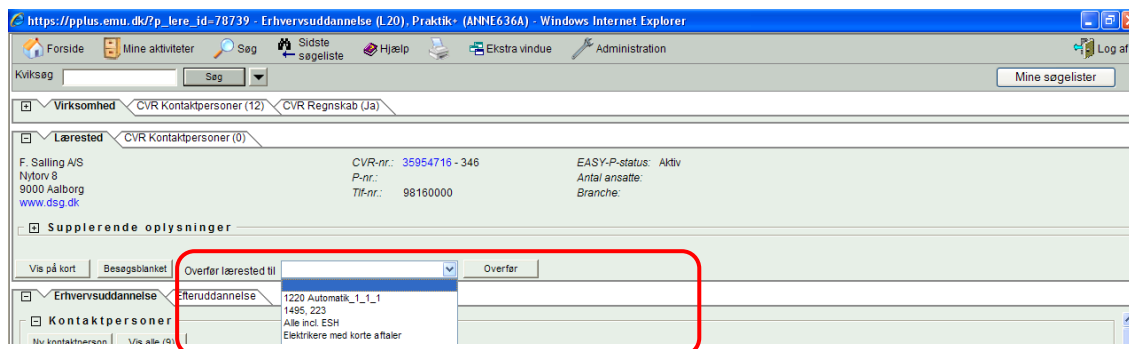 https://pplus.emu.dk/?p_lere_id=78739 - Erhvervsuddannelse (L20), Praktik+ (ANNE636A) - Windows Internet Explorer
Forside Mine aktiviteter Søg Sidste søgeliste Hjælp Ekstra vindue Administration Log af
Kviksøg Søg Mine søgelister
Virksomhed CVR Kontaktpersoner (12) CVR Regnskab (Ja)
Lærested CVR Kontaktpersoner (0)
F. Salling A/S CVR-nr.: 35954716 - 346 EASY-P-status: Aktiv
Nytorv 8 P-nr.: Antal ansatte:
9000 Aalborg Tlf-nr.: 98160000 Branche:
www.dsg.dk
Supplerende oplysninger
Vis på kort Besøgsblanket Overfør lærested til Overfør
Erhvervsuddannelse Efteruddannelse
1220 Automatik_1_1_1
1495, 223
Kontaktpersoner Alle incl. ESH
Elektrikere med korte aftaler
Ny kontaktperson Vis alle (9)